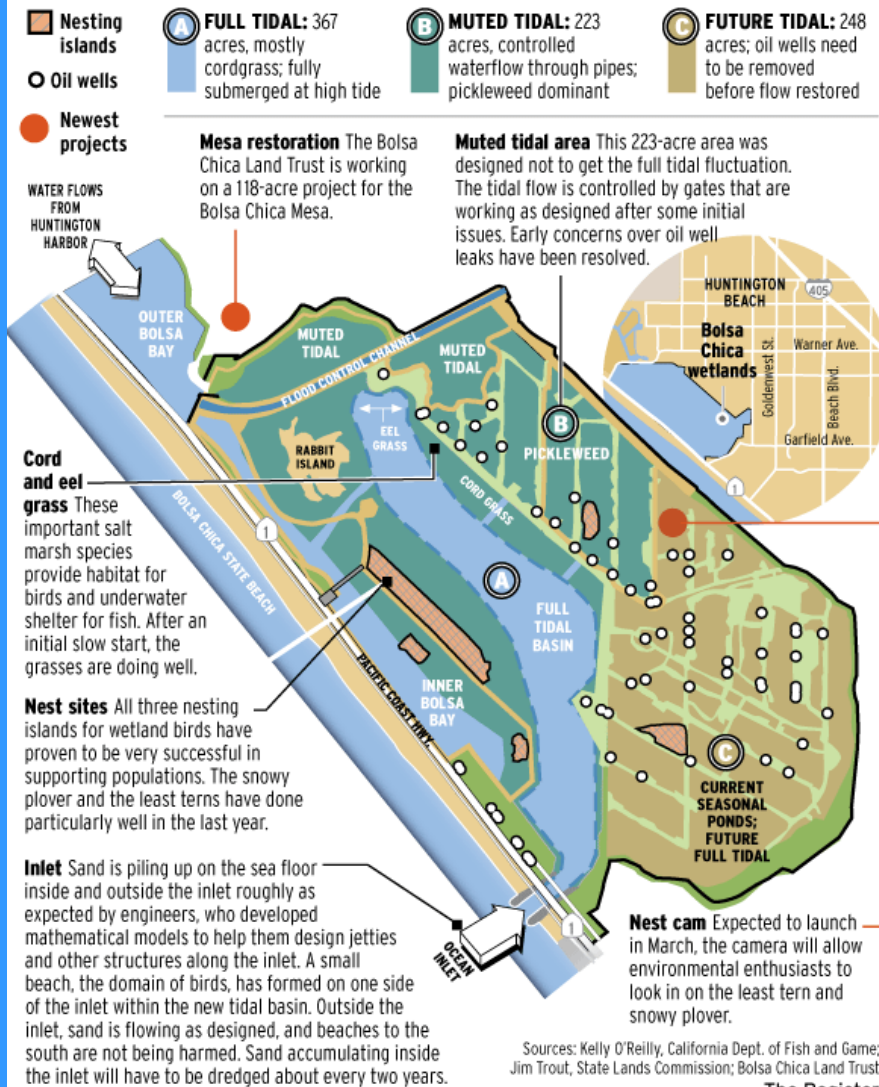 Nesting
islands
Oil wells
Newest
projects
A FULL TIDAL: 367
acres, mostly
cordgrass; fully
submerged at high tide
B MUTED TIDAL: 223
acres, controlled
waterflow through pipes;
pickleweed dominant
C FUTURE TIDAL: 248
acres; oil wells need
to be removed
before flow restored
Mesa restoration The Bolsa
Chica Land Trust is working
on a 118-acre project for the
Bolsa Chica Mesa.
Muted tidal area This 223-acre area was
designed not to get the full tidal fluctuation.
The tidal flow is controlled by gates that are
working as designed after some initial
issues. Early concerns over oil well
leaks have been resolved.
WATER FLOWS
FROM
HUNTINGTON
HARBOR
OUTER
BOLSA
BAY
MUTED
TIDAL
FLOOD CONTROL CHANNEL
MUTED
TIDAL
HUNTINGTON
BEACH
405
Bolsa
Chica
wetlands
Goldenwest St.
Warner Ave.
Beach Blvd.
Garfield Ave.
1
EEL
GRASS
RABBIT
ISLAND
B
PICKLEWEED
CORD GRASS
Cord
and eel
grass These
important salt
marsh species
provide habitat for
birds and underwater
shelter for fish. After an
initial slow start, the
grasses are doing well.
BOLSA CHICA STATE BEACH
1
A
FULL
TIDAL
BASIN
PACIFIC COAST HWY.
INNER
BOLSA
BAY
Nest sites All three nesting
islands for wetland birds have
proven to be very successful in
supporting populations. The snowy
plover and the least terns have done
particularly well in the last year.
C
CURRENT
SEASONAL
PONDS;
FUTURE
FULL TIDAL
Inlet Sand is piling up on the sea floor
inside and outside the inlet roughly as
expected by engineers, who developed
mathematical models to help them design jetties
and other structures along the inlet. A small
beach, the domain of birds, has formed on one side
of the inlet within the new tidal basin. Outside the
inlet, sand is flowing as designed, and beaches to the
south are not being harmed. Sand accumulating inside
the inlet will have to be dredged about every two years.
OCEAN
INLET
1
Nest cam Expected to launch
in March, the camera will allow
environmental enthusiasts to
look in on the least tern and
snowy plover.
Sources: Kelly O'Reilly, California Dept. of Fish and Game;
Jim Trout, State Lands Commission; Bolsa Chica Land Trust
The Register